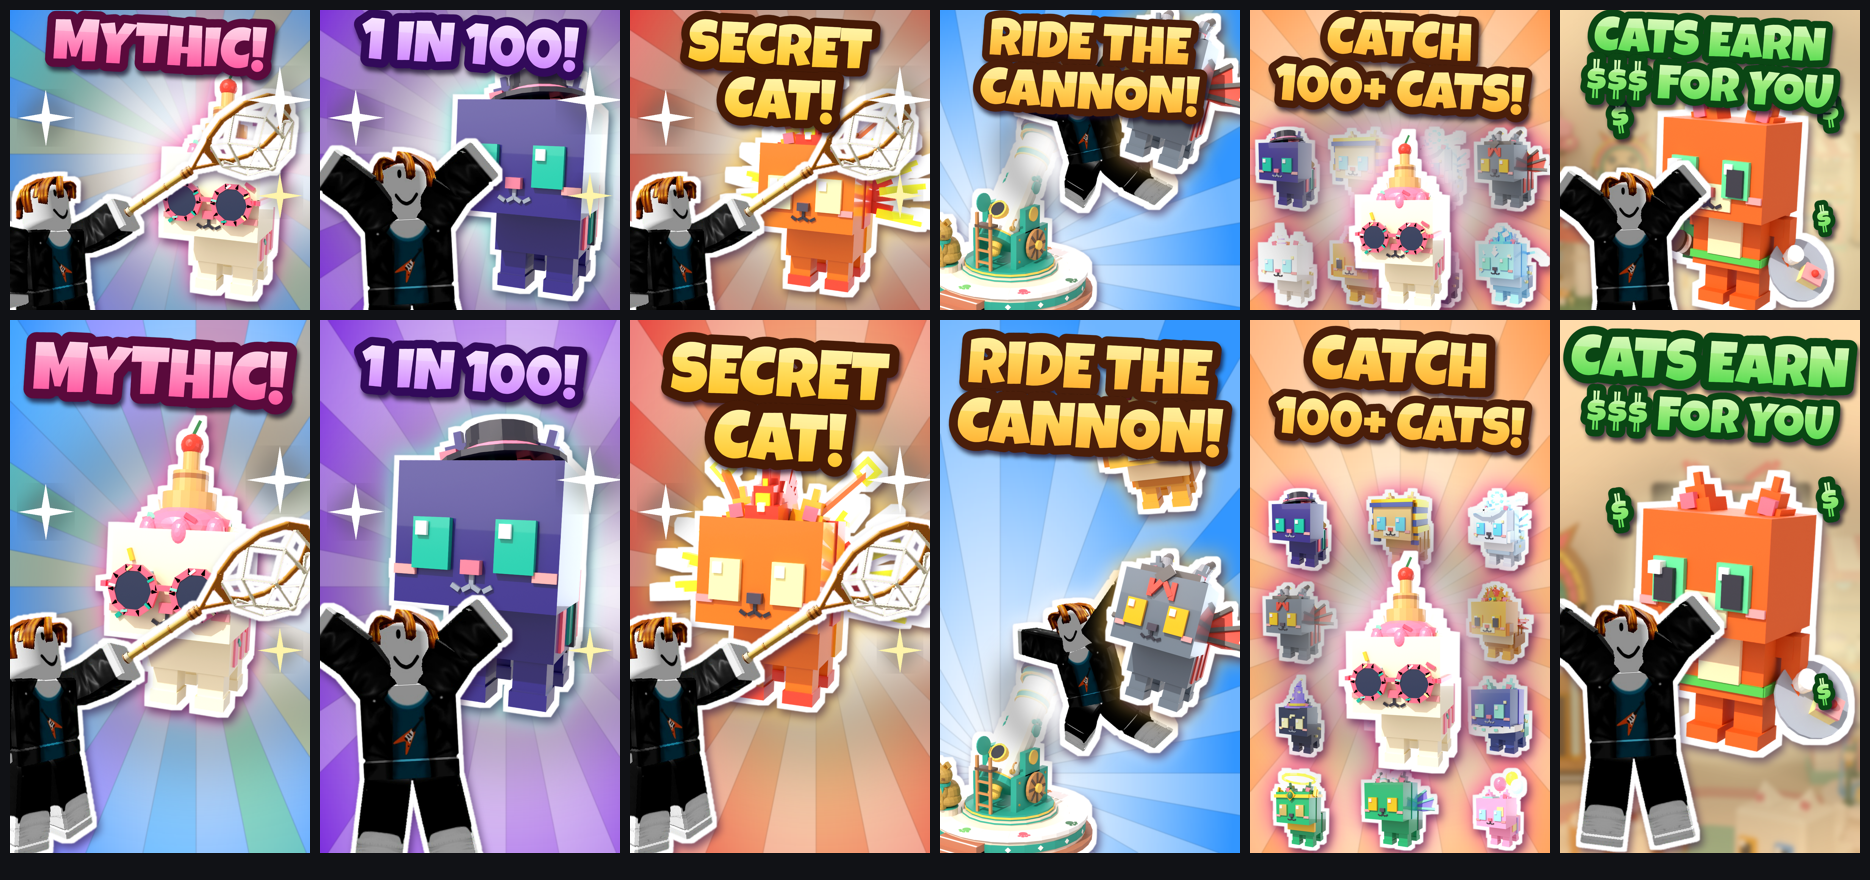 MYTHIC!
1 IN 100!
SECRET
CAT!
RIDE THE
CANNON!
CATCH
100+ CATS!
CATS EARN
$$$ FOR YOU
$
$
$
MYTHIC!
1 IN 100!
SECRET
CAT!
RIDE THE
CANNON!
CATCH
100+ CATS!
CATS EARN
$$$ FOR YOU
$
$
$